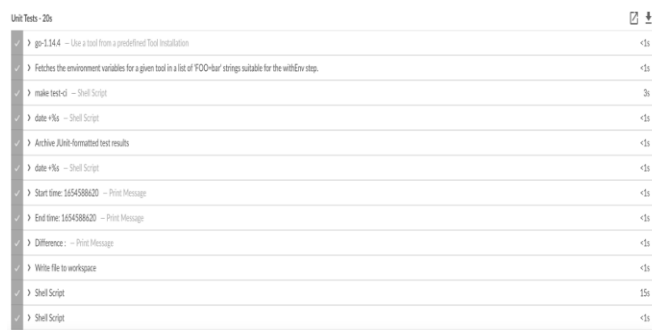 Unit Tests - 20s
go-1.14.4 — Use a tool from a predefined Tool Installation <1s
Fetches the environment variables for a given tool in a list of 'FOO=bar' strings suitable for the withEnv step. <1s
make test-ci — Shell Script 3s
date +%s — Shell Script <1s
Archive JUnit-formatted test results <1s
date +%s — Shell Script <1s
Start time: 1654588620 — Print Message <1s
End time: 1654588620 — Print Message <1s
Difference : — Print Message <1s
Write file to workspace <1s
Shell Script 15s
Shell Script <1s